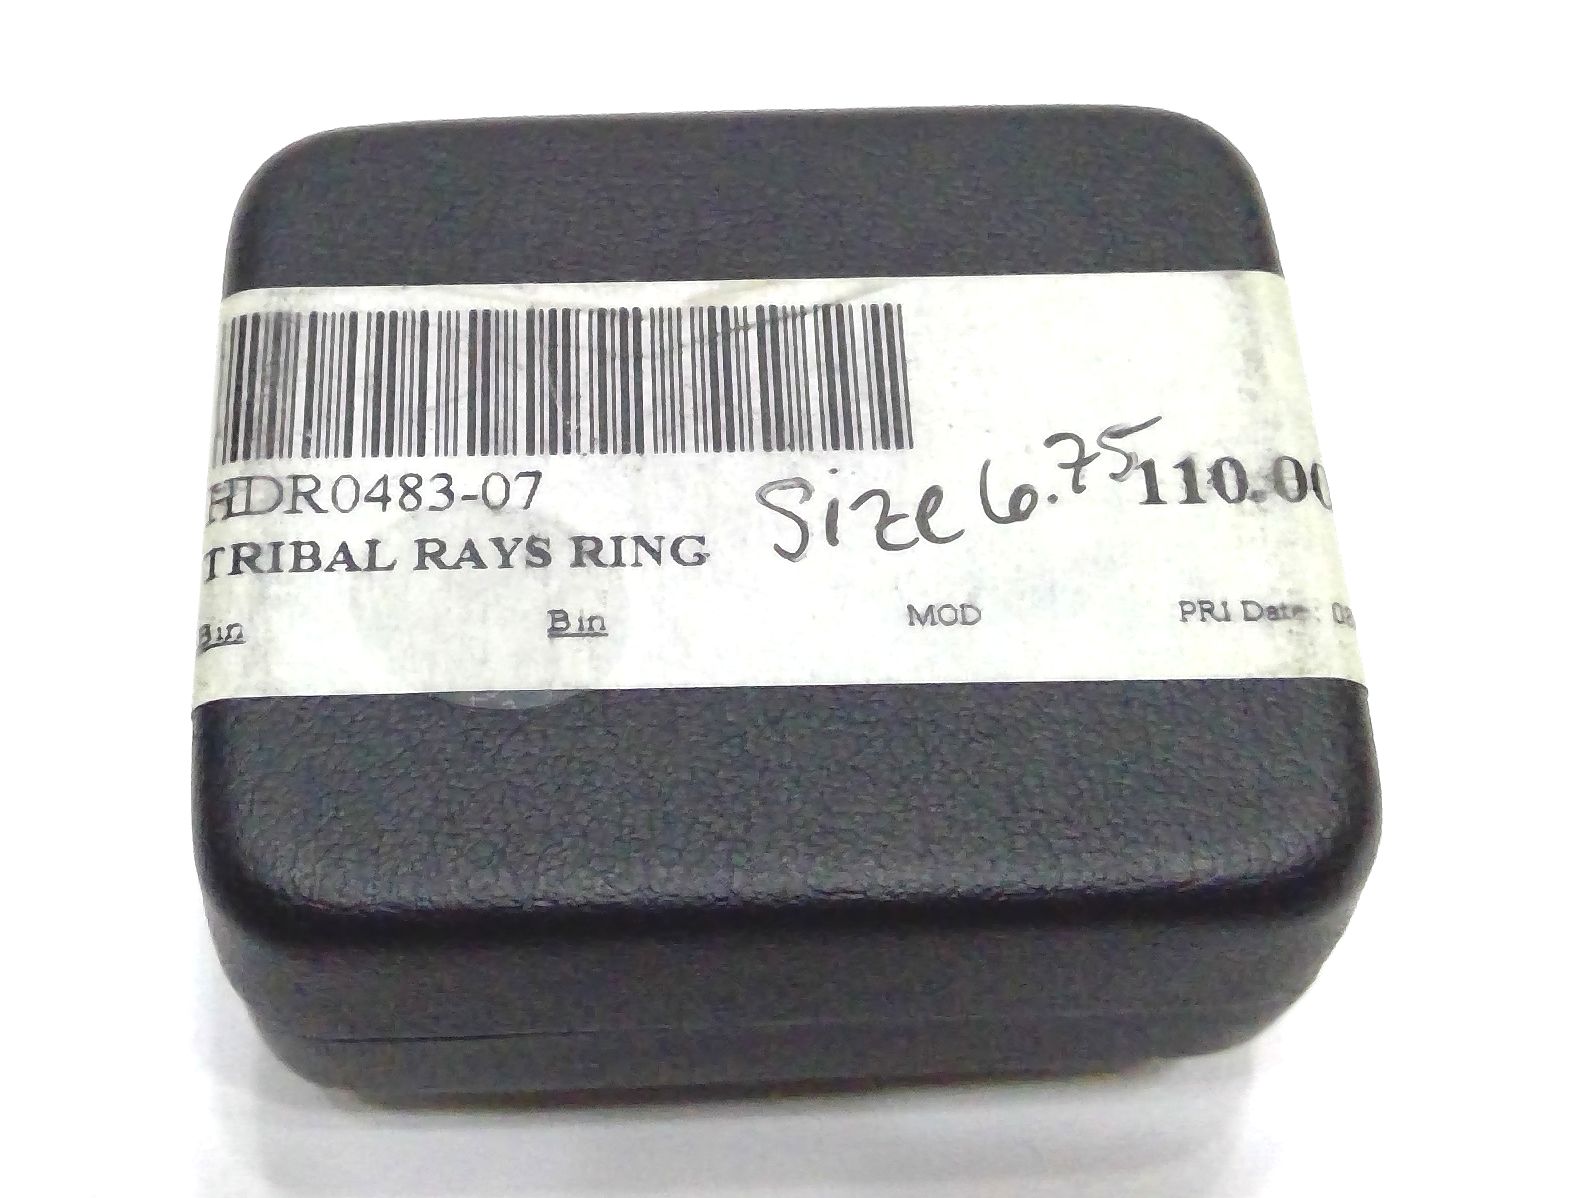 HDR0483-07
Size 6.75
110.00
TRIBAL RAYS RING
Bin Bin MOD PRI Date: